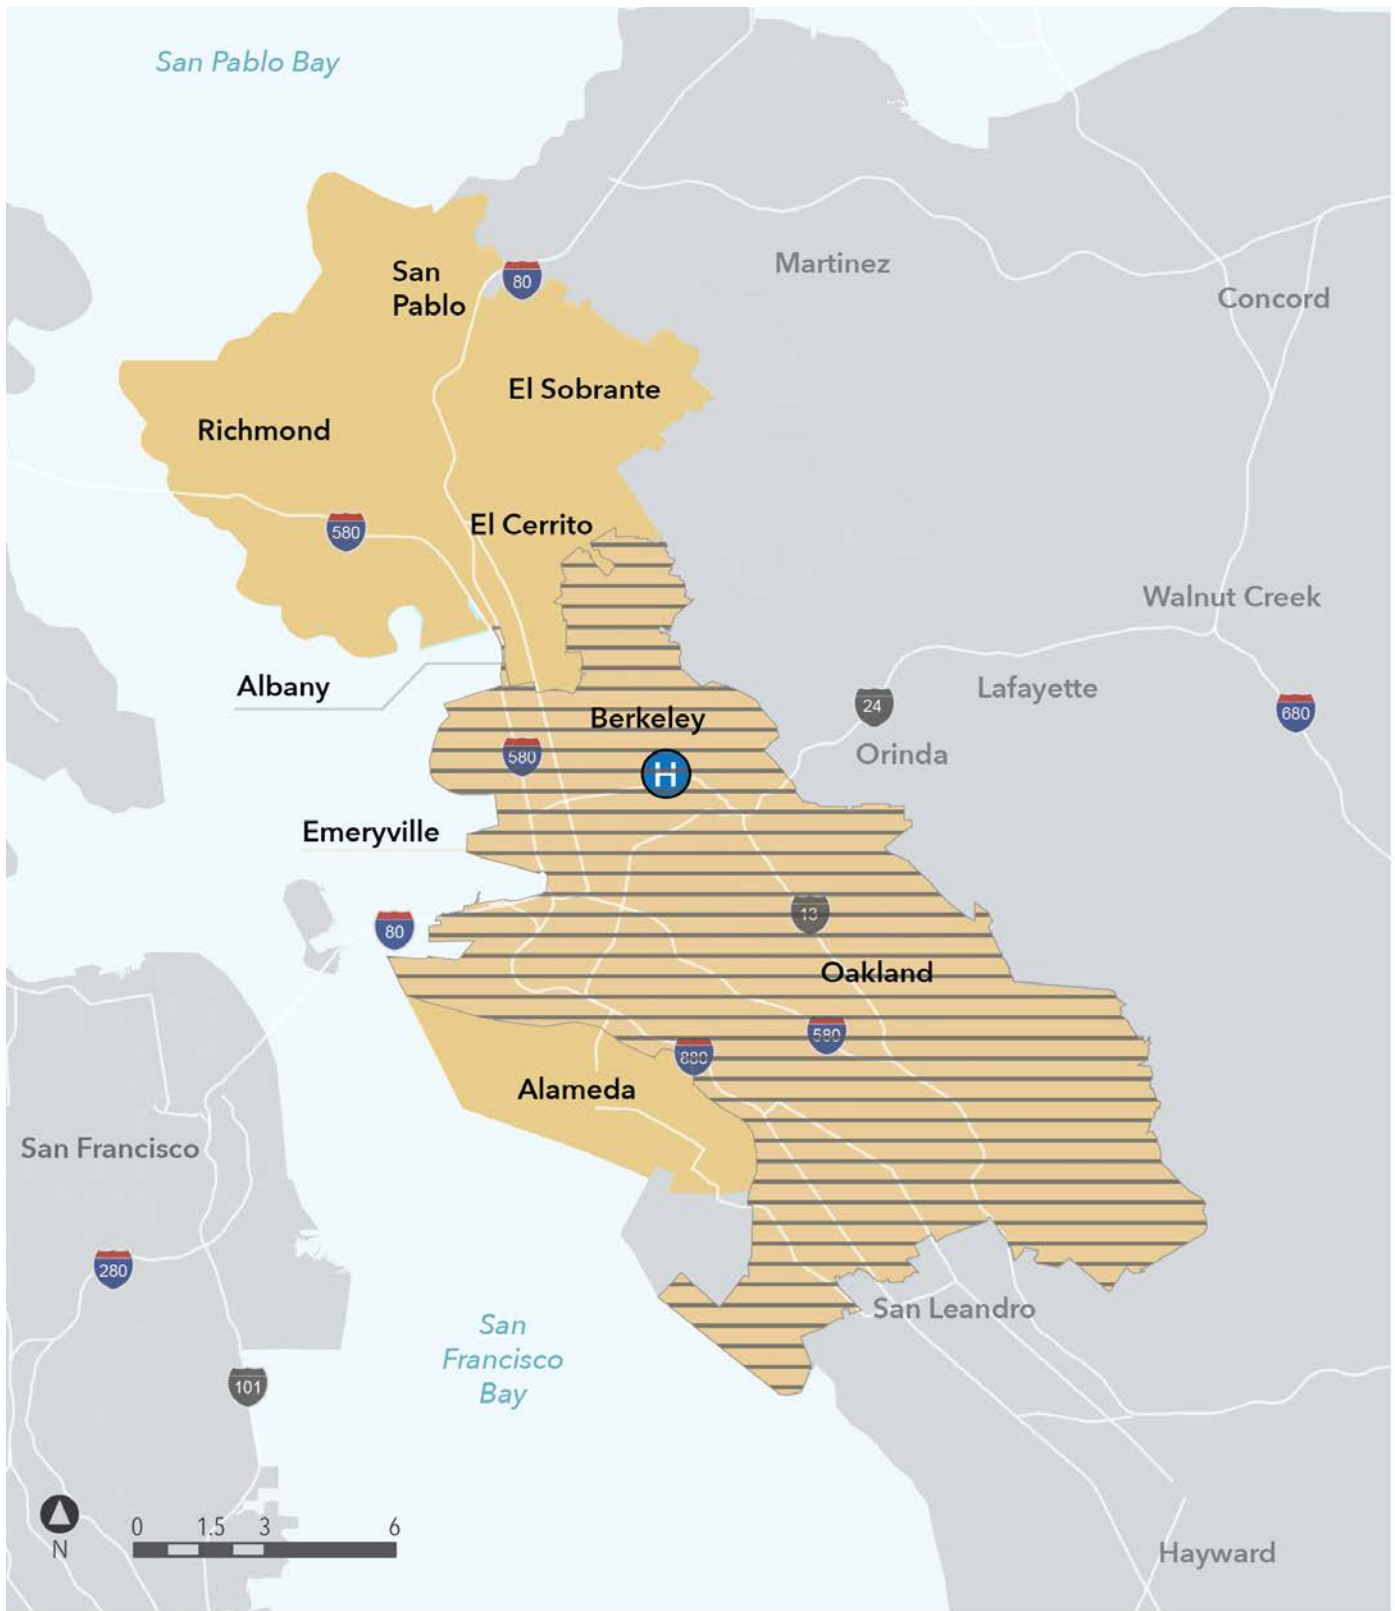 San Pablo Bay
San
Pablo
80
Martinez
Concord
El Sobrante
Richmond
El Cerrito
580
Walnut Creek
Albany
Lafayette
24
680
Berkeley
580
Orinda
H
Emeryville
13
80
Oakland
580
880
Alameda
San Francisco
280
San Leandro
San
Francisco
Bay
101
0 1.5 3 6
N
Hayward